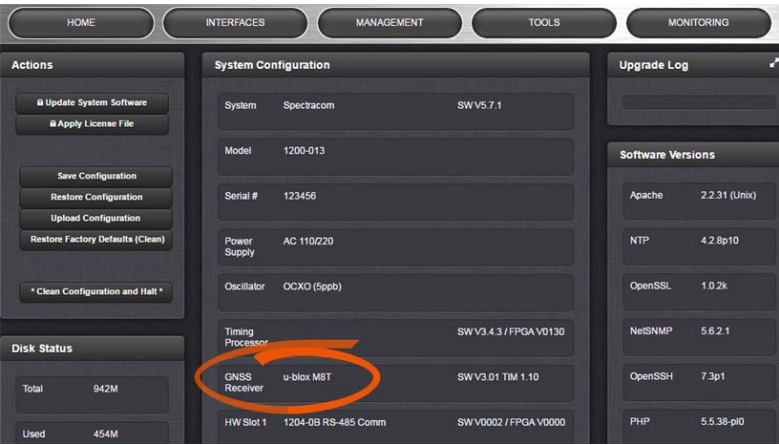 HOME
INTERFACES
MANAGEMENT
TOOLS
MONITORING
Actions
Update System Software
Apply License File
Save Configuration
Restore Configuration
Upload Configuration
Restore Factory Defaults (Clean)
* Clean Configuration and Halt *
Disk Status
Total 942M
Used 454M
System Configuration
System Spectracom SW V5.7.1
Model 1200-013
Serial # 123456
Power
Supply AC 110/220
Oscillator OCXO (5ppb)
Timing
Processor SW V3.4.3 / FPGA V0130
GNSS
Receiver u-blox M8T SW V3.01 TIM 1.10
HW Slot 1 1204-0B RS-485 Comm SW V0002 / FPGA V0000
Upgrade Log
Software Versions
Apache 2.2.31 (Unix)
NTP 4.2.8p10
OpenSSL 1.0.2k
NetSNMP 5.6.2.1
OpenSSH 7.3p1
PHP 5.5.38-pl0